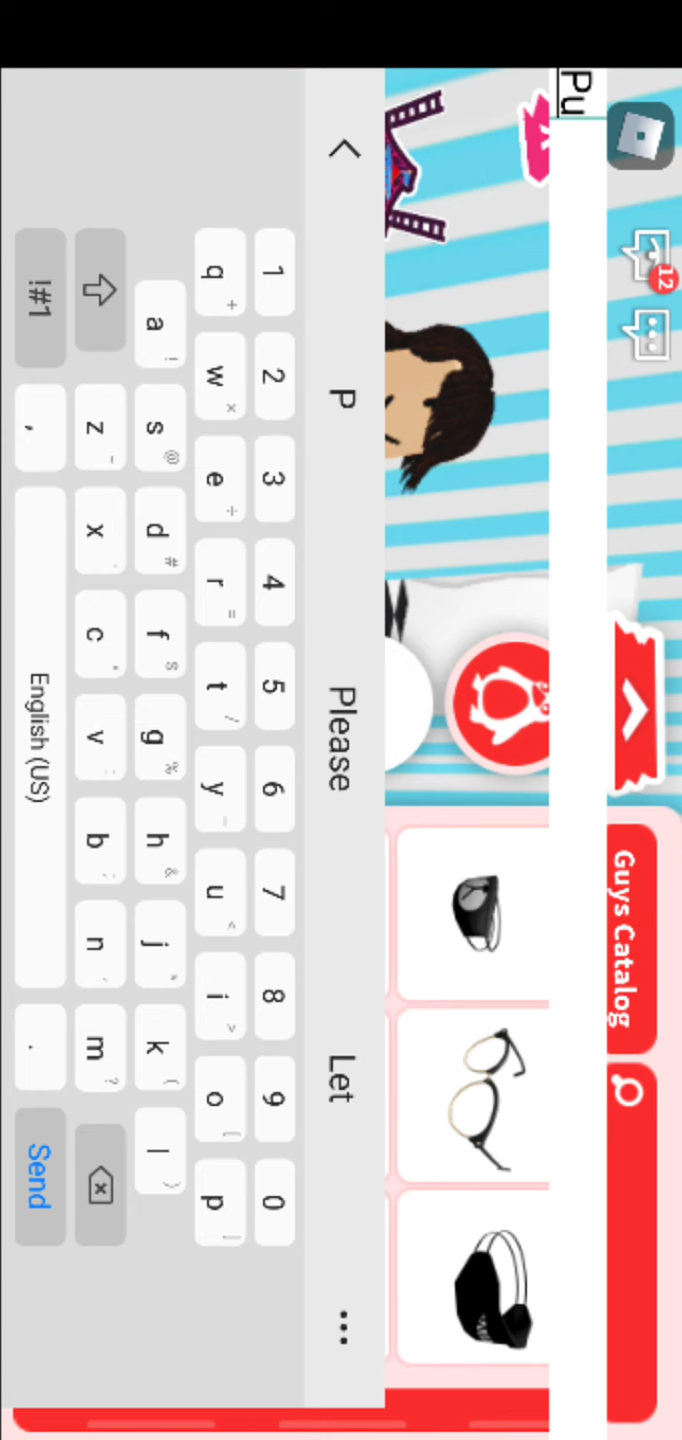 Pu
12
Guys Catalog
P Please Let ...
1 2 3 4 5 6 7 8 9 0
q w e r t y u i o p
a s d f g h j k l
z x c v b n m
!#1 , English (US) . Send